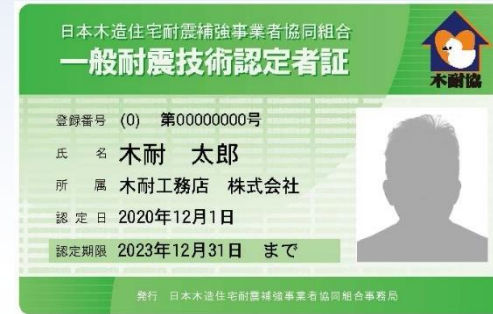 日本木造住宅耐震補強事業者協同組合
一般耐震技術認定者証
木耐協
登録番号 (0) 第00000000号
氏 名 木耐 太郎
所 属 木耐工務店 株式会社
認定日 2020年12月1日
認定期限 2023年12月31日 まで
発行 日本木造住宅耐震補強事業者協同組合事務局